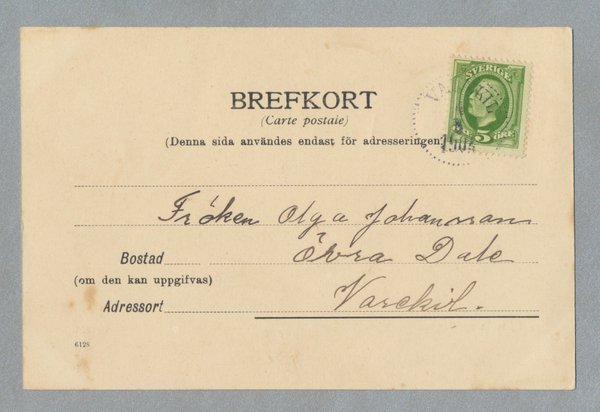 BREFKORT
(Carte postale)
(Denna sida användes endast för adresseringen)
SVERIGE
5 ÖRE
1904
Fröken Olga Johansson
Bostad Övra Dale
(om den kan uppgifvas)
Adressort Varekil.
6128